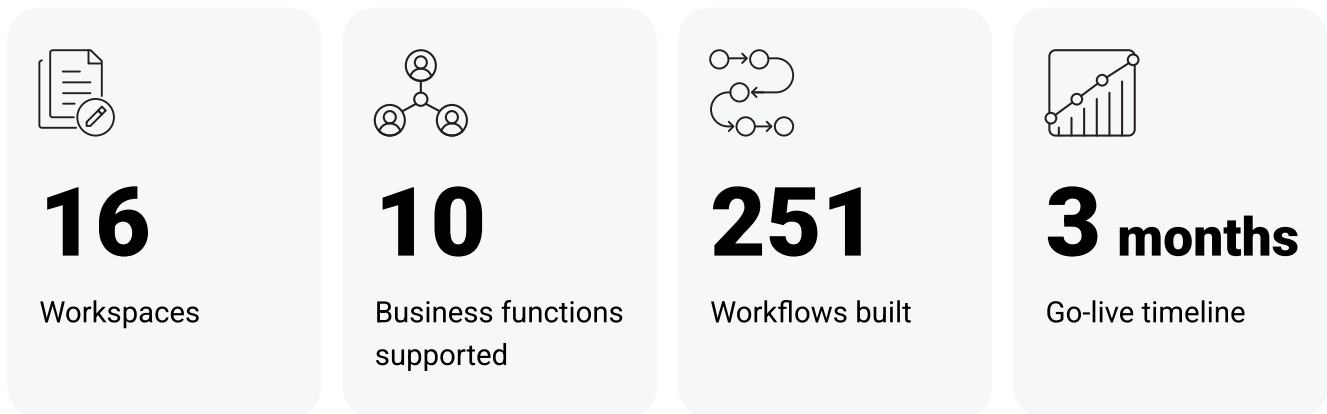 16
Workspaces
10
Business functions
supported
251
Workflows built
3 months
Go-live timeline